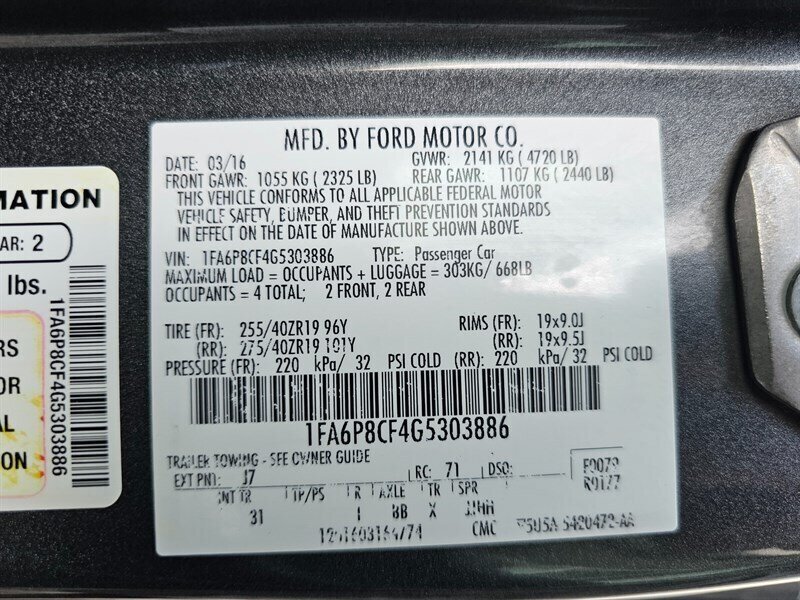 MFD. BY FORD MOTOR CO.
DATE: 03/16 GVWR: 2141 KG ( 4720 LB)
FRONT GAWR: 1055 KG ( 2325 LB) REAR GAWR: 1107 KG ( 2440 LB)
THIS VEHICLE CONFORMS TO ALL APPLICABLE FEDERAL MOTOR
VEHICLE SAFETY, BUMPER, AND THEFT PREVENTION STANDARDS
IN EFFECT ON THE DATE OF MANUFACTURE SHOWN ABOVE.
VIN: 1FA6P8CF4G5303886 TYPE: Passenger Car
MAXIMUM LOAD = OCCUPANTS + LUGGAGE = 303KG/ 668LB
OCCUPANTS = 4 TOTAL; 2 FRONT, 2 REAR
TIRE (FR): 255/40ZR19 96Y RIMS (FR): 19x9.0J
(RR): 275/40ZR19 101Y (RR): 19x9.5J
PRESSURE (FR): 220 kPa/ 32 PSI COLD (RR): 220 kPa/ 32 PSI COLD
1FA6P8CF4G5303886
TRAILER TOWING - SEE OWNER GUIDE
EXT PNT: J7 RC: 71 DSO:
INT TR TP/PS R AXLE TR SPR
31 BB X
CMC
MATION
AR: 2
lbs.
RS
OR
AL
ION
1FA6P8CF4G5303886